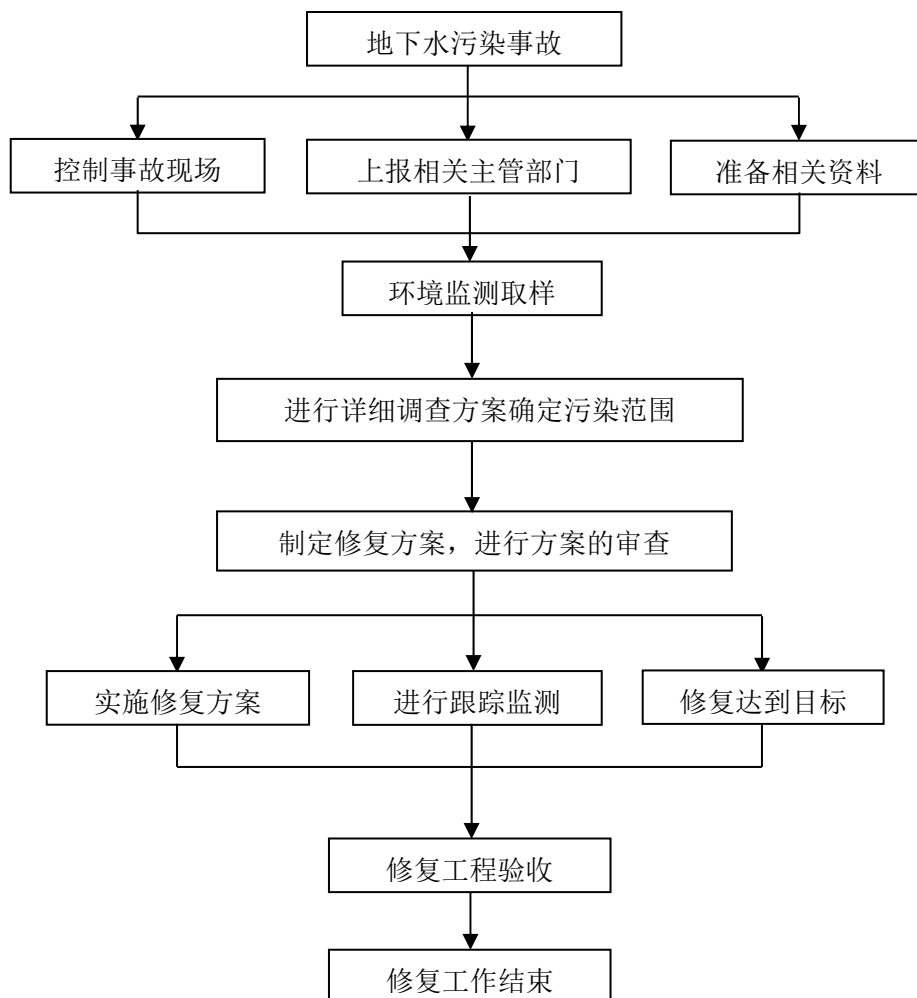 地下水污染事故
控制事故现场
上报相关主管部门
准备相关资料
环境监测取样
进行详细调查方案确定污染范围
制定修复方案，进行方案的审查
实施修复方案
进行跟踪监测
修复达到目标
修复工程验收
修复工作结束